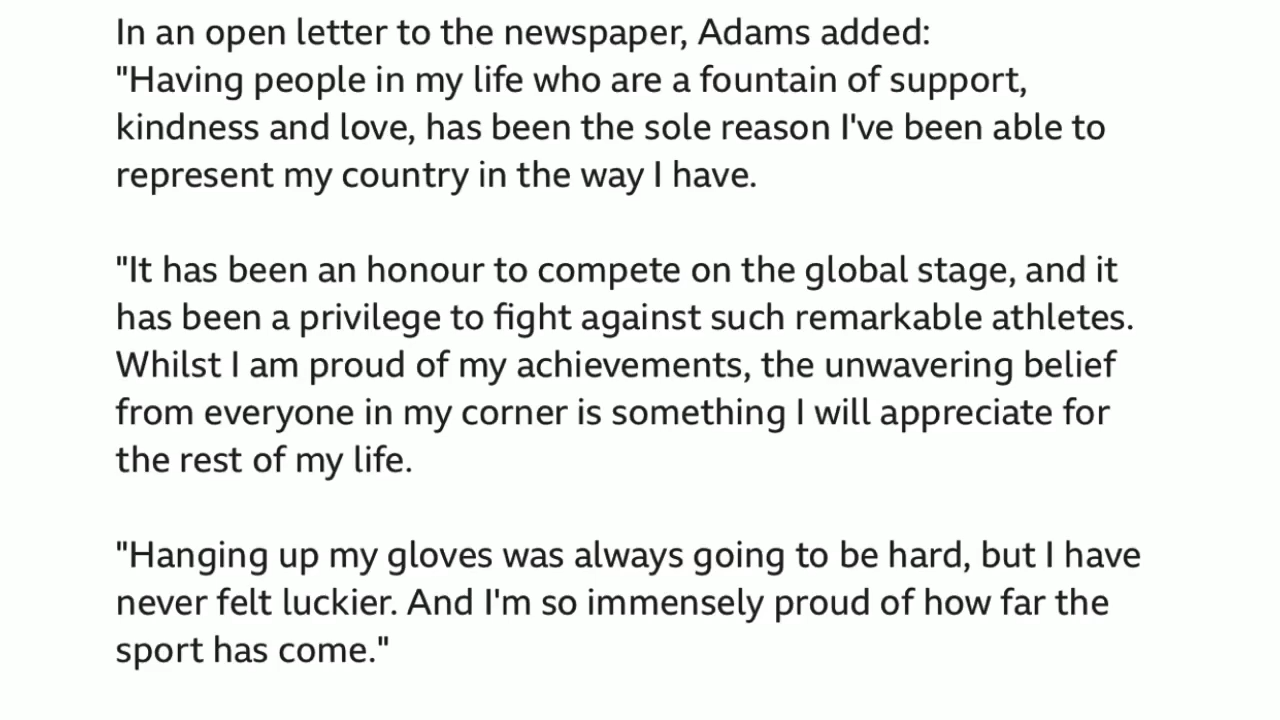 In an open letter to the newspaper, Adams added:
"Having people in my life who are a fountain of support,
kindness and love, has been the sole reason I've been able to
represent my country in the way I have.
"It has been an honour to compete on the global stage, and it
has been a privilege to fight against such remarkable athletes.
Whilst I am proud of my achievements, the unwavering belief
from everyone in my corner is something I will appreciate for
the rest of my life.
"Hanging up my gloves was always going to be hard, but I have
never felt luckier. And I'm so immensely proud of how far the
sport has come."